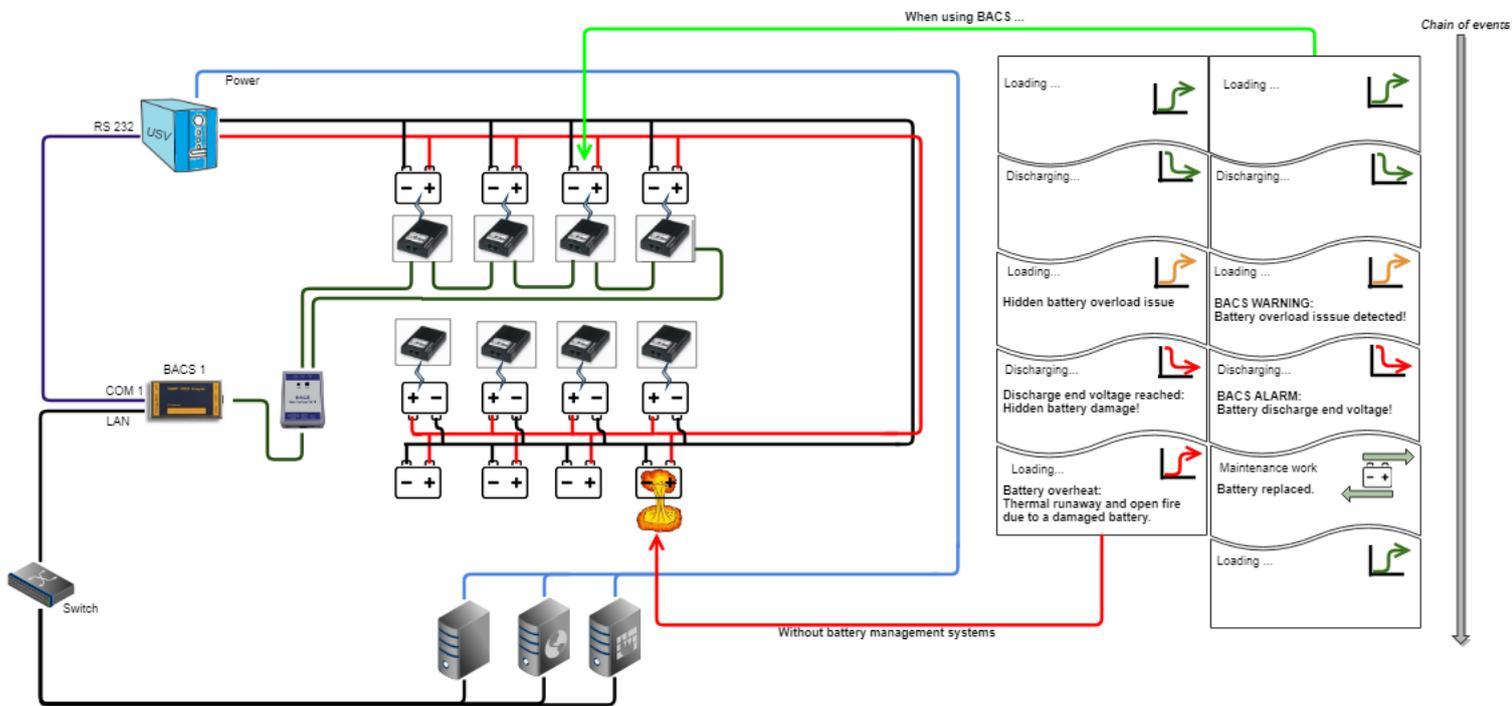 When using BACS ...
Chain of events
Power
USV
RS 232
BACS 1
COM 1
LAN
BACS
Switch
Without battery management systems
Loading ...
Discharging...
Loading...
Hidden battery overload issue
Discharging...
Discharge end voltage reached:
Hidden battery damage!
Loading...
Battery overheat:
Thermal runaway and open fire
due to a damaged battery.
Loading ...
Discharging...
Loading ...
BACS WARNING:
Battery overload isssue detected!
Discharging...
BACS ALARM:
Battery discharge end voltage!
Maintenance work
Battery replaced.
Loading ...